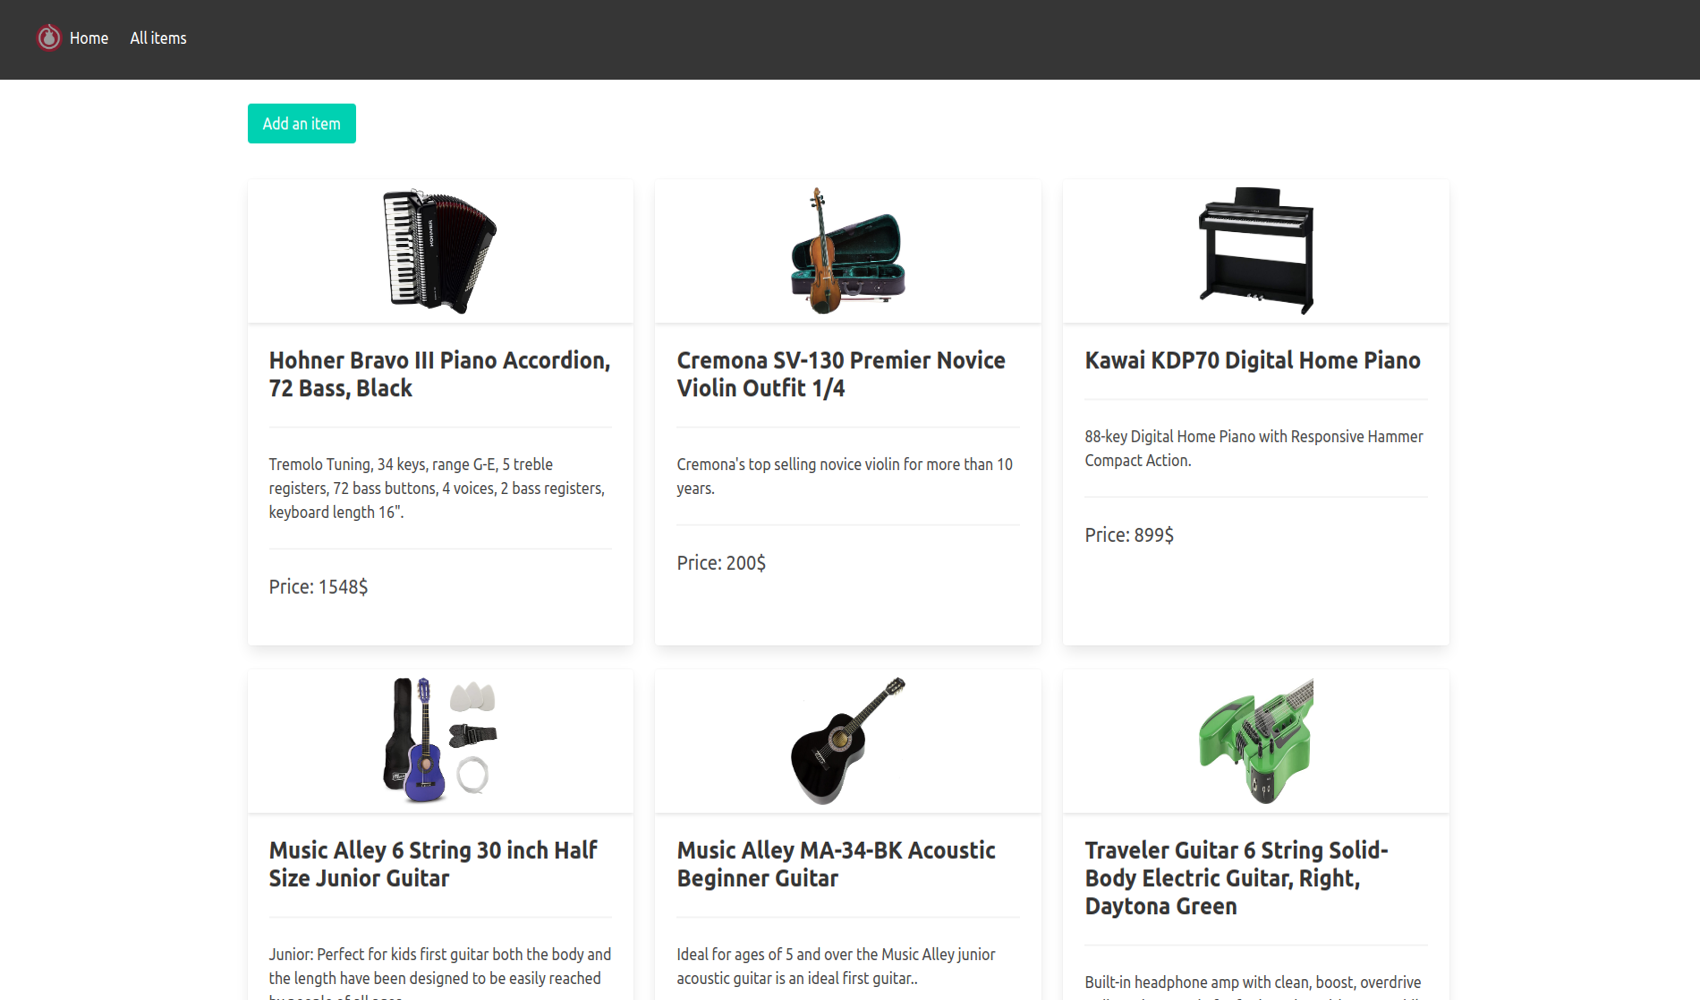 Home
All items
Add an item
HOHNER
Hohner Bravo III Piano Accordion,
72 Bass, Black
Tremolo Tuning, 34 keys, range G-E, 5 treble
registers, 72 bass buttons, 4 voices, 2 bass registers,
keyboard length 16".
Price: 1548$
Cremona SV-130 Premier Novice
Violin Outfit 1/4
Cremona's top selling novice violin for more than 10
years.
Price: 200$
Kawai KDP70 Digital Home Piano
88-key Digital Home Piano with Responsive Hammer
Compact Action.
Price: 899$
Music Alley 6 String 30 inch Half
Size Junior Guitar
Junior: Perfect for kids first guitar both the body and
the length have been designed to be easily reached
by people of all ages
Music Alley MA-34-BK Acoustic
Beginner Guitar
Ideal for ages of 5 and over the Music Alley junior
acoustic guitar is an ideal first guitar..
Traveler Guitar 6 String Solid-
Body Electric Guitar, Right,
Daytona Green
Built-in headphone amp with clean, boost, overdrive